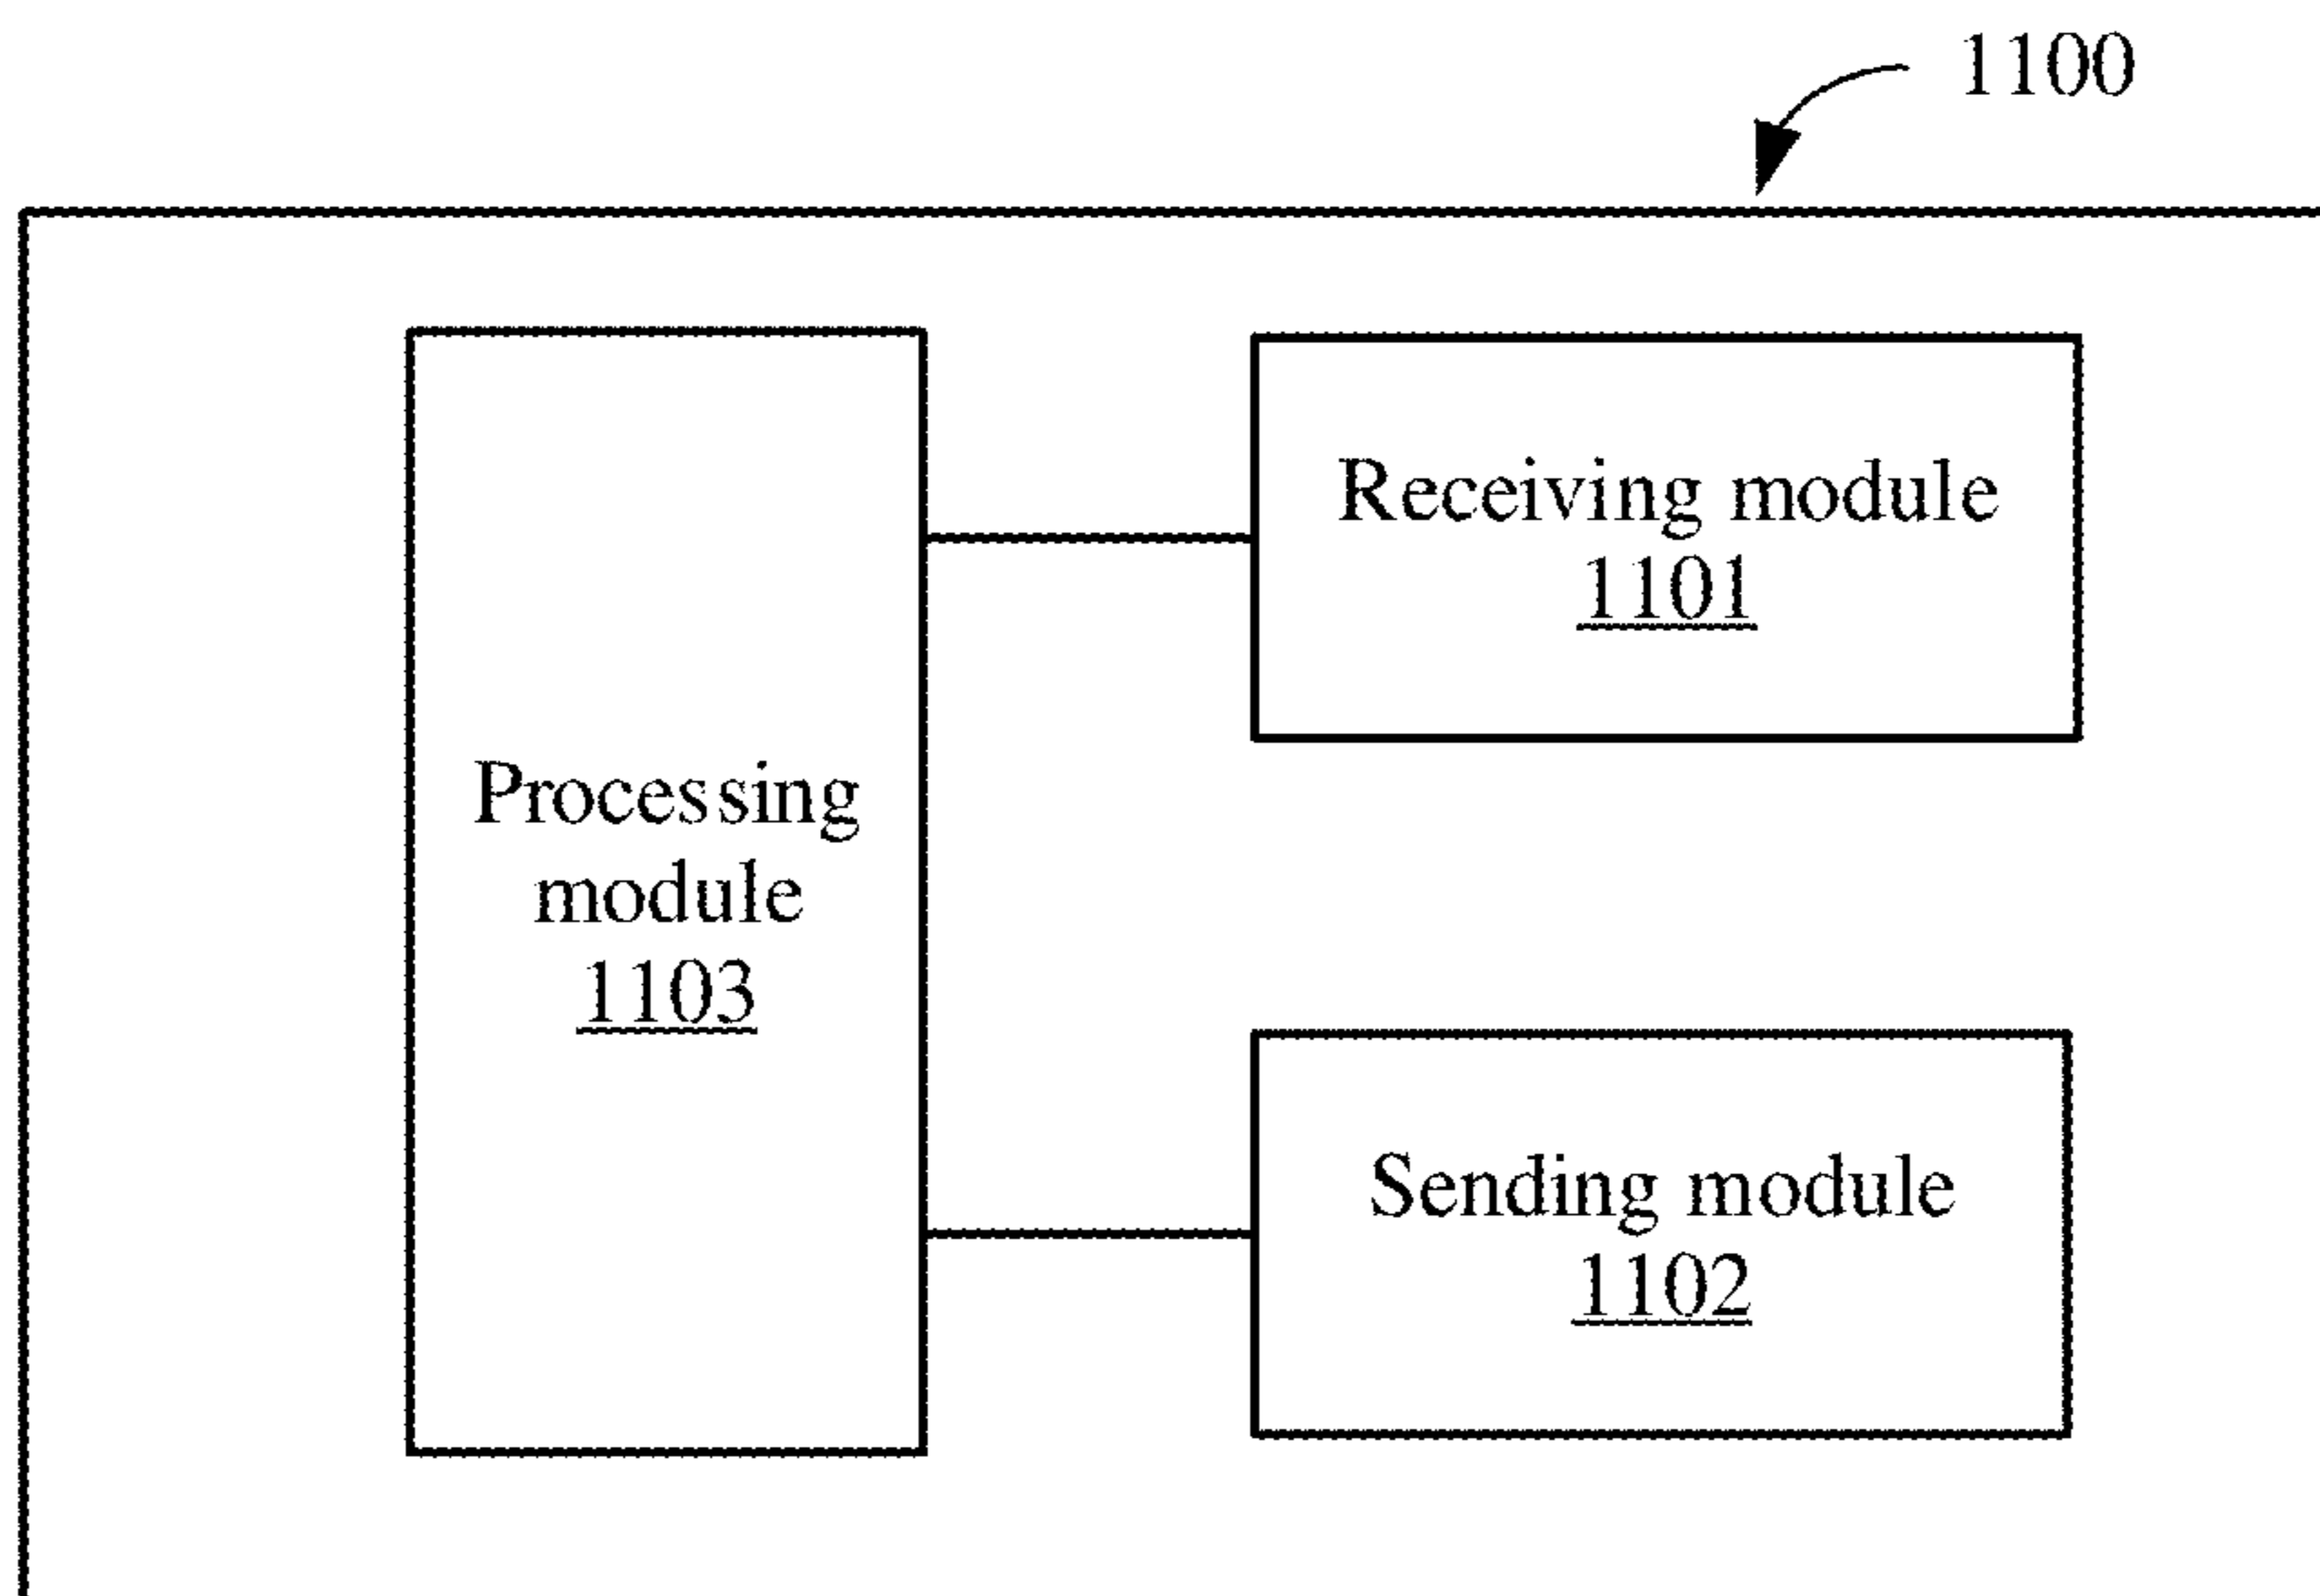 1100
Receiving module
1101
Processing
module
1103
Sending module
1102